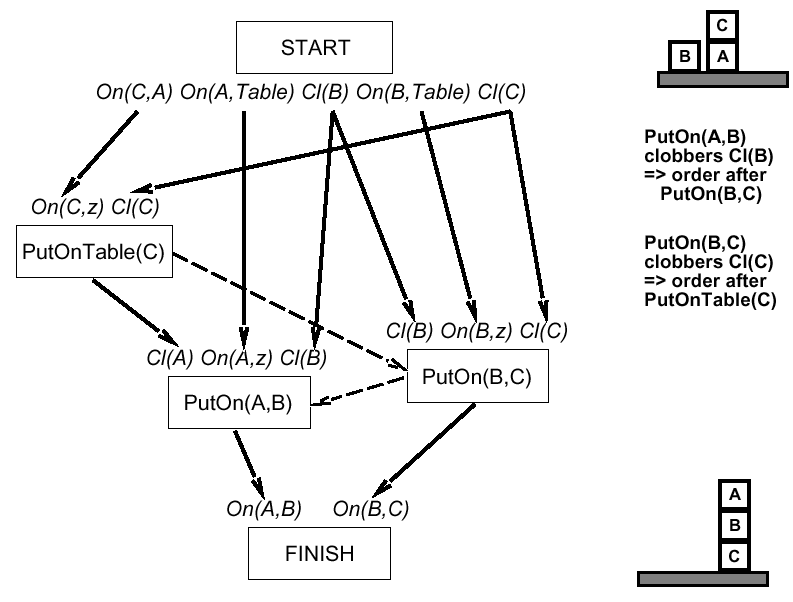 START
On(C,A) On(A,Table) Cl(B) On(B,Table) Cl(C)
On(C,z) Cl(C)
PutOnTable(C)
Cl(B) On(B,z) Cl(C)
Cl(A) On(A,z) Cl(B)
PutOn(B,C)
PutOn(A,B)
On(A,B) On(B,C)
FINISH
C
B A
PutOn(A,B)
clobbers Cl(B)
=> order after
PutOn(B,C)
PutOn(B,C)
clobbers Cl(C)
=> order after
PutOnTable(C)
A
B
C